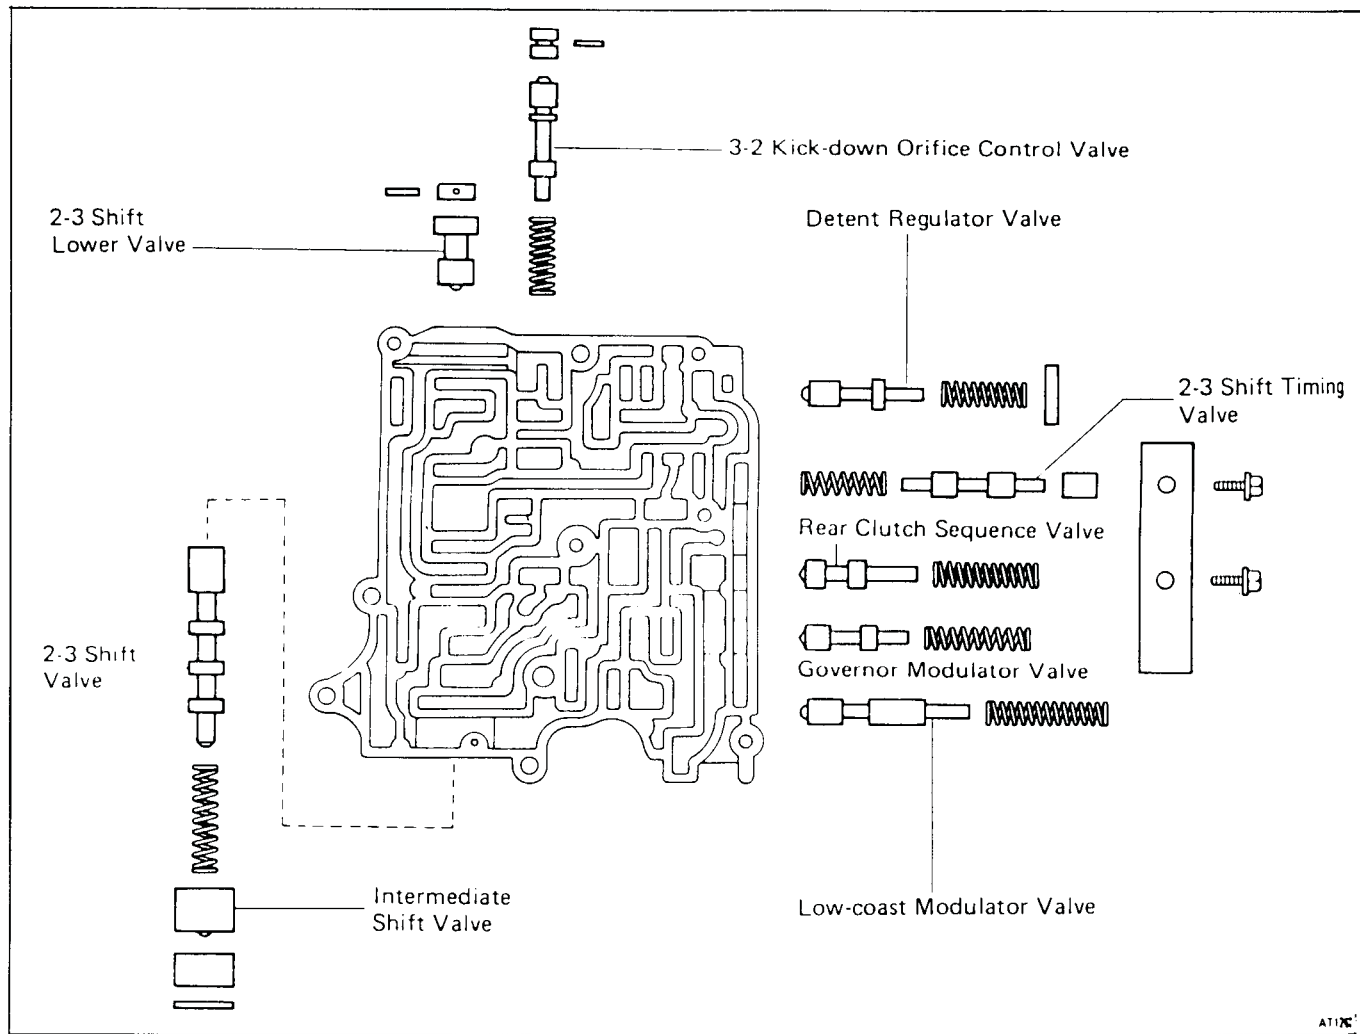 3-2 Kick-down Orifice Control Valve
2-3 Shift
Lower Valve
Detent Regulator Valve
2-3 Shift Timing
Valve
Rear Clutch Sequence Valve
2-3 Shift
Valve
Governor Modulator Valve
Intermediate
Shift Valve
Low-coast Modulator Valve